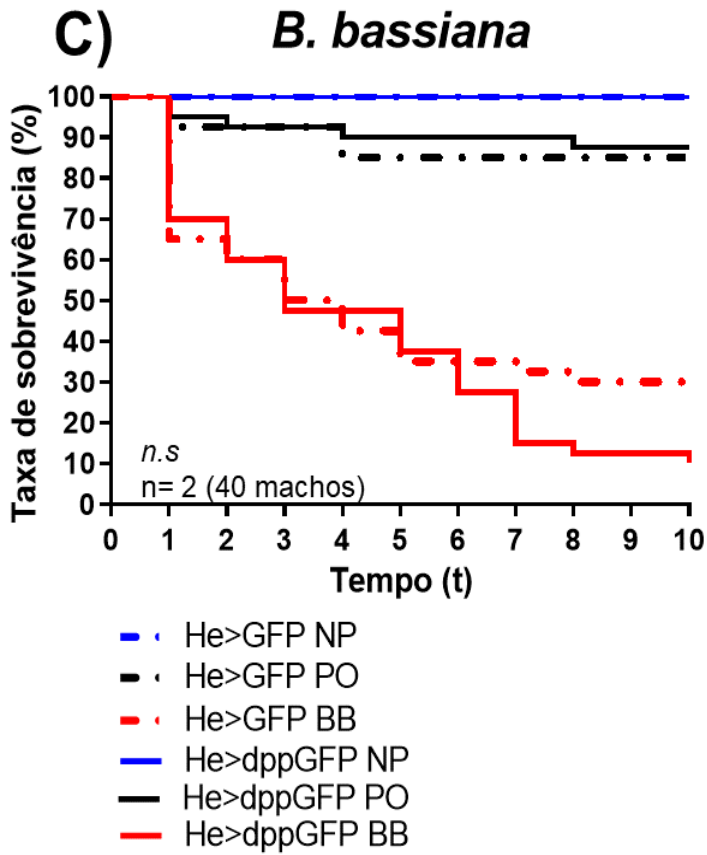 C) B. bassiana
Taxa de sobrevivência (%)
100
90
80
70
60
50
40
30
20
10
0
n.s
n= 2 (40 machos)
0 1 2 3 4 5 6 7 8 9 10
Tempo (t)
He>GFP NP
He>GFP PO
He>GFP BB
He>dppGFP NP
He>dppGFP PO
He>dppGFP BB